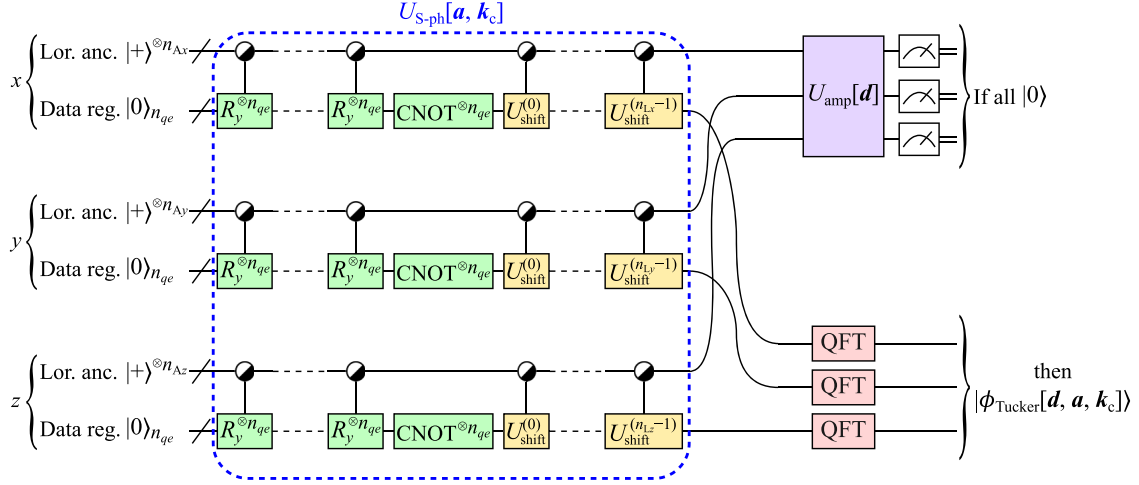 U_S-ph[a, k_c]
x
Lor. anc. |+⟩^⊗n_Ax
Data reg. |0⟩_n_qe
R_y^⊗n_qe
R_y^⊗n_qe
CNOT^⊗n_qe
U_shift^(0)
U_shift^(n_Lx−1)
U_amp[d]
If all |0⟩
y
Lor. anc. |+⟩^⊗n_Ay
Data reg. |0⟩_n_qe
R_y^⊗n_qe
R_y^⊗n_qe
CNOT^⊗n_qe
U_shift^(0)
U_shift^(n_Ly−1)
z
Lor. anc. |+⟩^⊗n_Az
Data reg. |0⟩_n_qe
R_y^⊗n_qe
R_y^⊗n_qe
CNOT^⊗n_qe
U_shift^(0)
U_shift^(n_Lz−1)
QFT
QFT
QFT
then
|ϕ_Tucker[d, a, k_c]⟩